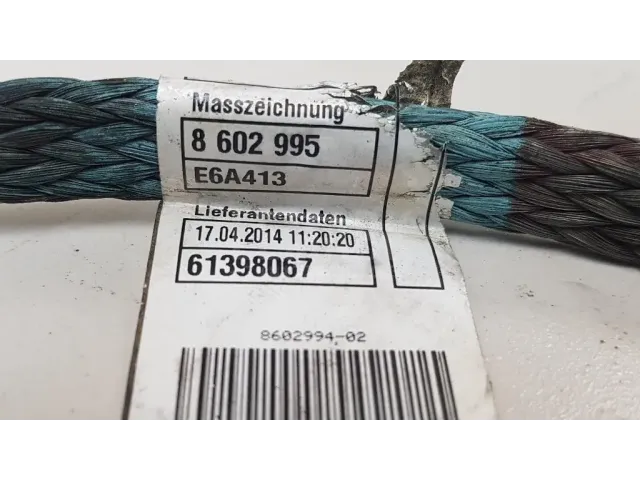 Masszeichnung
8 602 995
E6A413
Lieferantendaten
17.04.2014 11:20:20
61398067
8602994-02